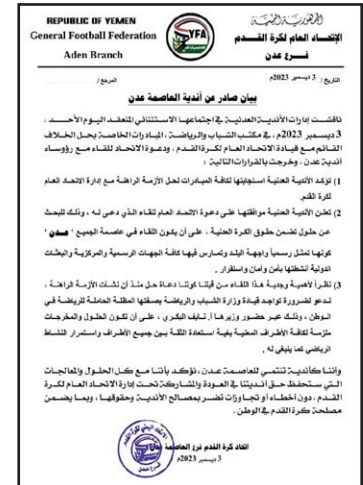 REPUBLIC OF YEMEN
General Football Federation
Aden Branch
YFA
الجمهورية اليمنية
الإتحاد العام لكرة القدم
فرع عدن
التاريخ / 3 ديسمبر 2023م
المرجع /
بيان صادر عن أندية العاصمة عدن
ناقشت إدارات الأندية العدنية في اجتماعها الاستثنائي المنعقد اليوم الأحد ،
3 ديسمبر 2023م ، في مكتب الشباب والرياضة ، المبادرات الخاصة بحل الخلاف
القائم مع قيادة الاتحاد العام لكرة القدم ، ودعوة الاتحاد للقاء مع رؤوساء
أندية عدن ، وخرجت بالقرارات التالية :
1) تؤكد الأندية العدنية استجابتها لكافة المبادرات لحل الأزمة الراهنة مع إدارة الاتحاد العام
لكرة القدم.
2) تعلن الأندية العدنية موافقتها على دعوة الاتحاد العام للقاء الذي دعى له ، وذلك للبحث
عن حلول تضمن حقوق الكرة العدنية ، على أن يكون اللقاء في عاصمة الجميع " عدن "
كونها تمثل رسمياً واجهة البلد وتمارس فيها كافة الجهات الرسمية والمركزية والبعثات
الدولية أنشطتها بأمن وأمان واستقرار .
3) نظراً لأهمية وجدية هذا اللقاء من قبلنا كوننا دعاة حل منذ أن نشأت الأزمة الراهنة ،
ندعو لضرورة تواجد قيادة وزارة الشباب والرياضة بصفتها المظلة الحاملة للرياضة في
الوطن ، وذلك عبر حضور وزيرها أ. نايف البكري ، على أن تكون الحلول والمخرجات
ملزمة لكافة الأطراف المعنية بغية استعادة الثقة بين جميع الأطراف واستمرار النشاط
الرياضي كما ينبغي له .
وأننا كأندية تنتمي للعاصمة عدن ، نؤكد بأننا مع كل الحلول والمعالجات
التي ستحفظ حق أنديتنا في العودة والمشاركة تحت إدارة الاتحاد العام لكرة
القدم ، دون أخطاء أو تجاوزات تضر بمصالح الأندية وحقوقها ، وبما يضمن
مصلحة كرة القدم في الوطن .
اتحاد كرة القدم فرع العاصمة عدن
3 ديسمبر 2023م